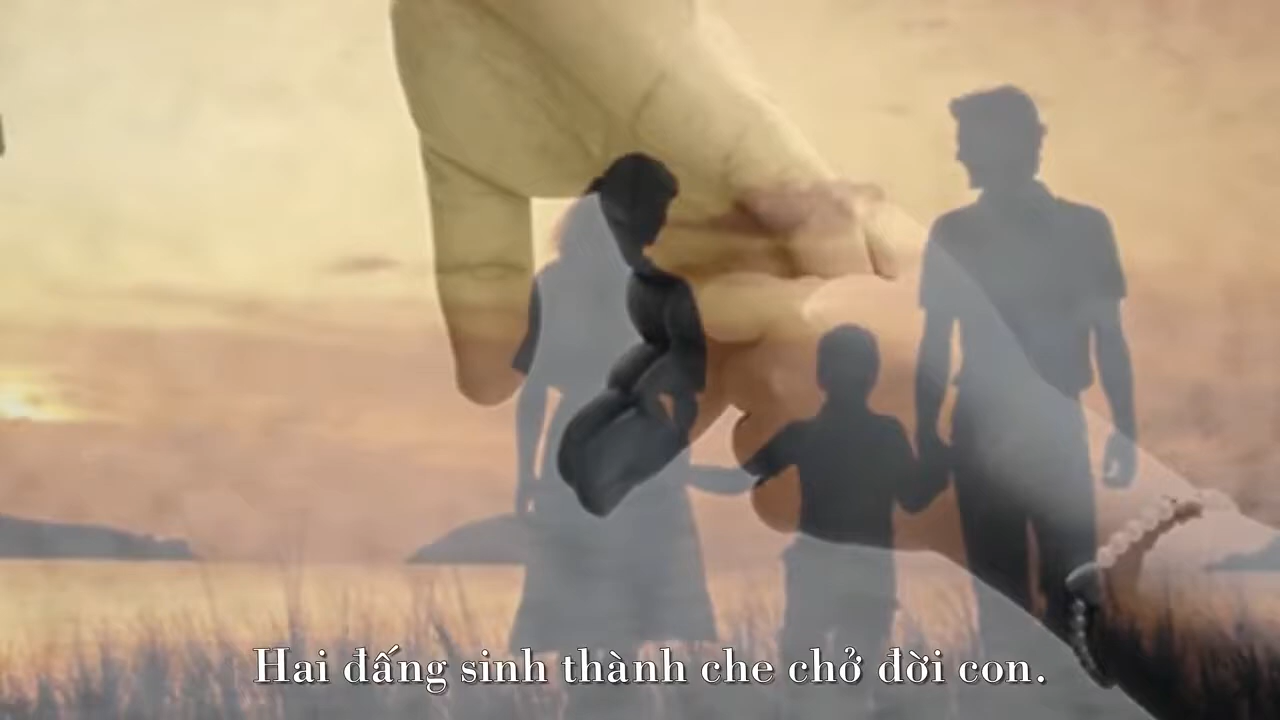 Hai đấng sinh thành che chở đời con.